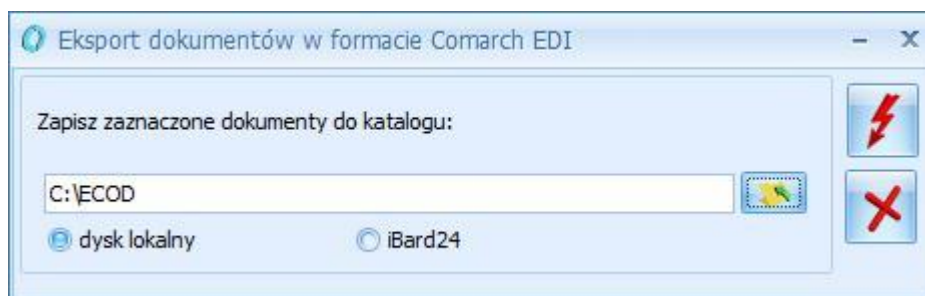 Eksport dokumentów w formacie Comarch EDI
Zapisz zaznaczone dokumenty do katalogu:
C:\ECOD
dysk lokalny iBard24